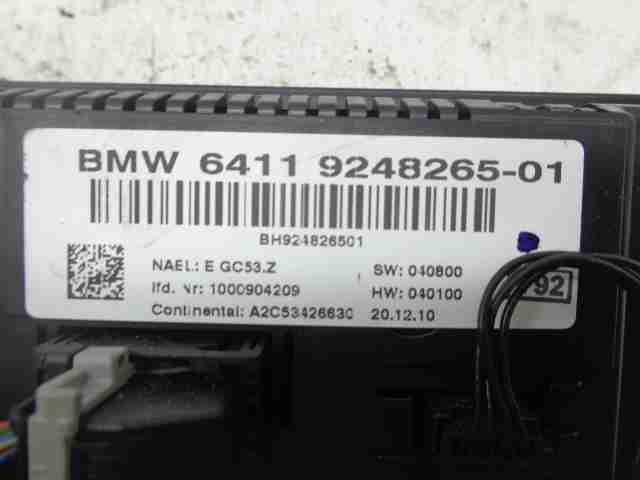 BMW 6411 9248265-01
BH924826501
NAEL: E GC53.Z SW: 040800
lfd. Nr: 1000904209 HW: 040100
92
Continental: A2C53426630 20.12.10